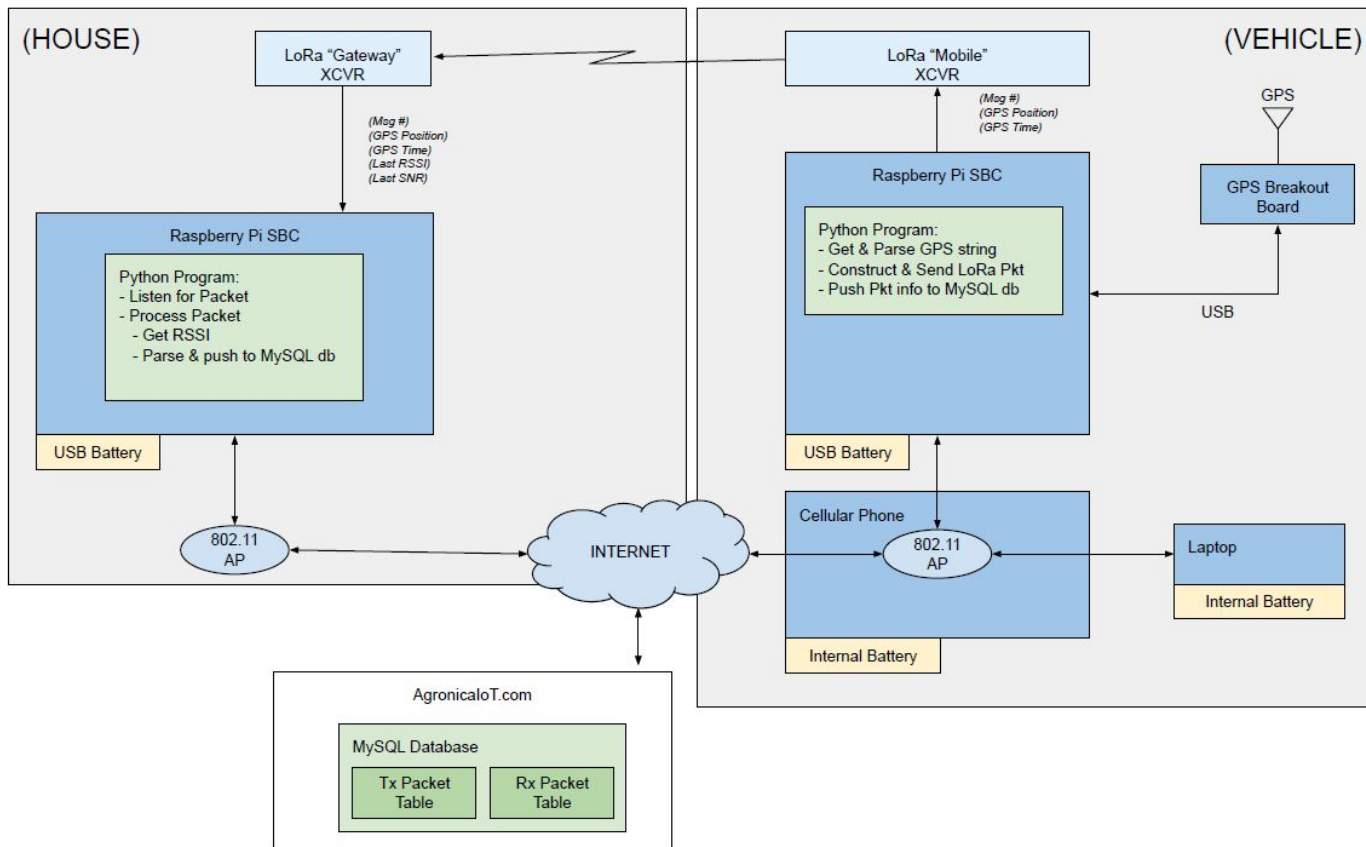 (HOUSE)
LoRa “Gateway”
XCVR
(Msg #)
(GPS Position)
(GPS Time)
(Last RSSI)
(Last SNR)
Raspberry Pi SBC
Python Program:
- Listen for Packet
- Process Packet
- Get RSSI
- Parse & push to MySQL db
USB Battery
802.11
AP
INTERNET
(VEHICLE)
LoRa “Mobile”
XCVR
(Msg #)
(GPS Position)
(GPS Time)
GPS
GPS Breakout
Board
Raspberry Pi SBC
Python Program:
- Get & Parse GPS string
- Construct & Send LoRa Pkt
- Push Pkt info to MySQL db
USB
USB Battery
Cellular Phone
802.11
AP
Internal Battery
Laptop
Internal Battery
AgronicaIoT.com
MySQL Database
Tx Packet
Table
Rx Packet
Table